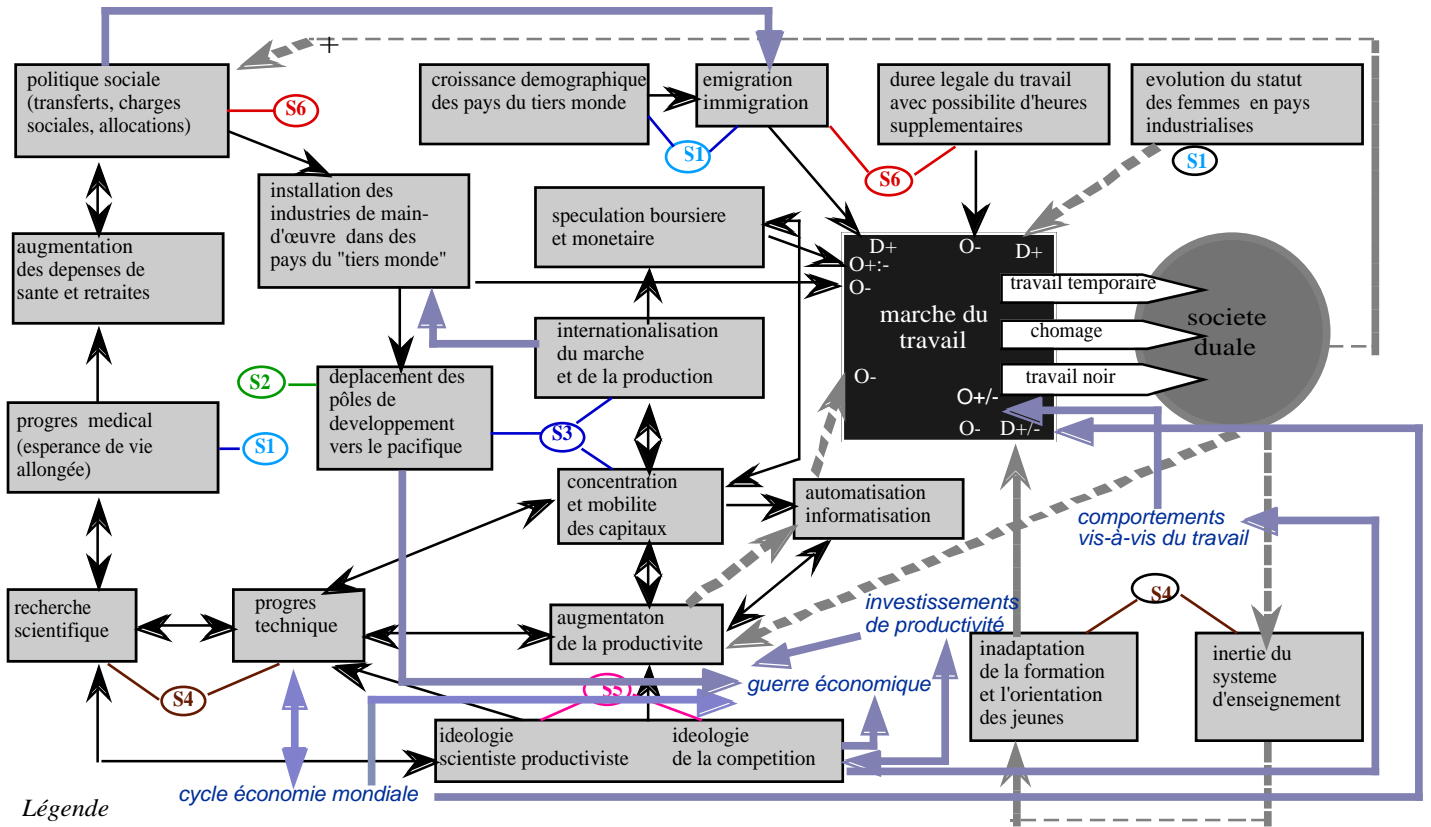 +
politique sociale
(transferts, charges
sociales, allocations)
S6
croissance demographique
des pays du tiers monde
emigration
immigration
duree legale du travail
avec possibilite d'heures
supplementaires
evolution du statut
des femmes en pays
industrialises
S1
S6
S1
installation des
industries de main-
d'œuvre dans des
pays du "tiers monde"
speculation boursiere
et monetaire
augmentation
des depenses de
sante et retraites
D+
O-
D+
O+:-
O-
marche du
travail
travail temporaire
chomage
travail noir
societe
duale
O-
O+/-
O-
D+/-
internationalisation
du marche
et de la production
S2
deplacement des
pôles de
developpement
vers le pacifique
S3
progres medical
(esperance de vie
allongée)
S1
concentration
et mobilite
des capitaux
automatisation
informatisation
comportements
vis-à-vis du travail
recherche
scientifique
progres
technique
augmentaton
de la productivite
investissements
de productivité
S4
inadaptation
de la formation
et l'orientation
des jeunes
inertie du
systeme
d'enseignement
S4
S5
guerre économique
ideologie
scientiste productiviste
ideologie
de la competition
cycle économie mondiale
Légende